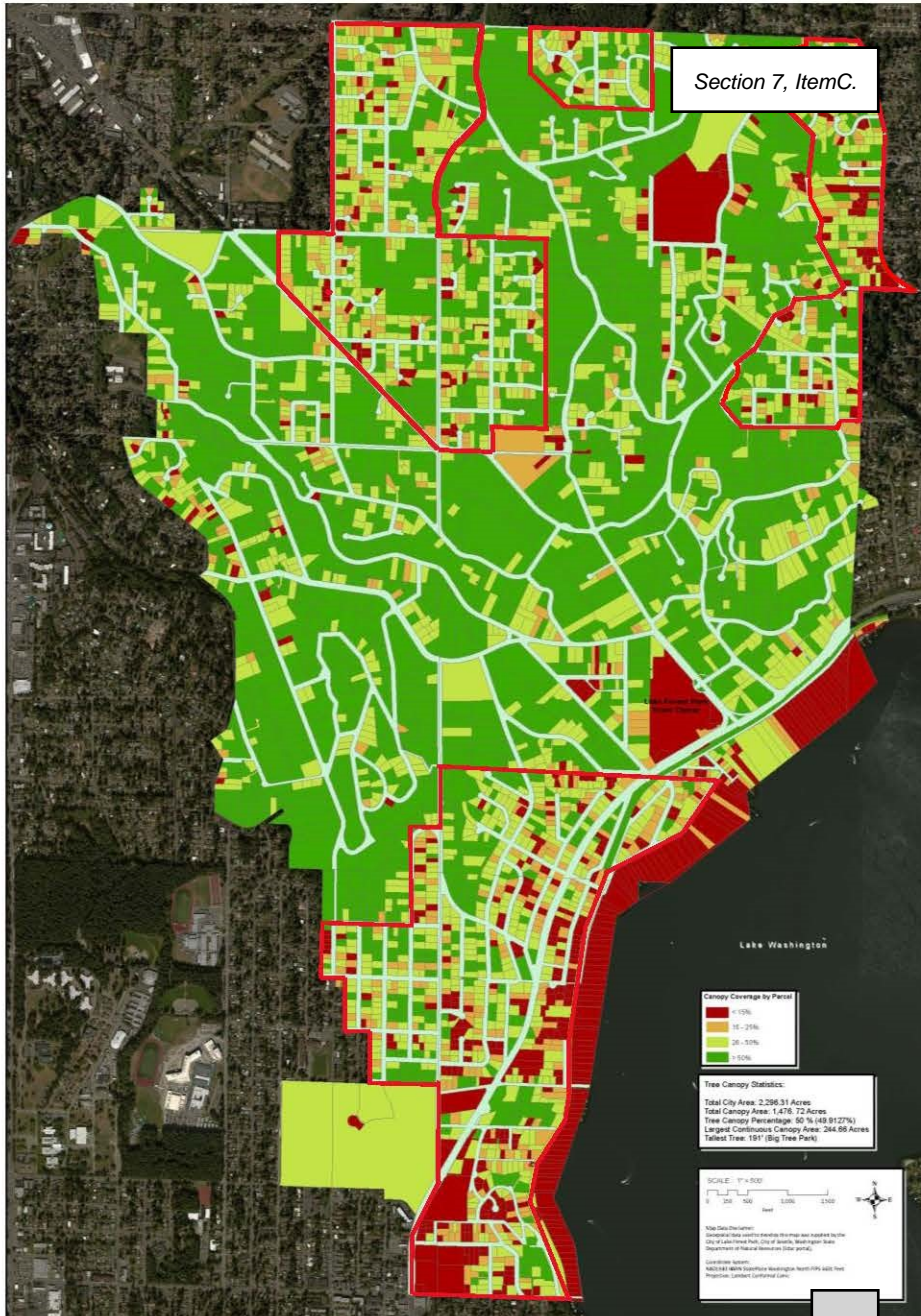 Section 7, ItemC.
Lake Forest Park
Town Center
Lake Washington
Canopy Coverage by Parcel
< 15%
16 - 25%
26 - 50%
> 50%
Tree Canopy Statistics:
Total City Area: 2,296.31 Acres
Total Canopy Area: 1,476. 72 Acres
Tree Canopy Percentage: 50 % (49.9127%)
Largest Continuous Canopy Area: 244.66 Acres
Tallest Tree: 191' (Big Tree Park)
SCALE: 1" = 500'
N
W E
S
0 250 500 1,000 1,500
Feet
Map Data Disclaimer:
Geospatial data used to develop this map was supplied by the
City of Lake Forest Park, City of Seattle, Washington State
Department of Natural Resources (lidar portal).
Coordinate System:
StatePlane Washington North FIPS 4601 Feet
Projection: Lambert Conformal Conic